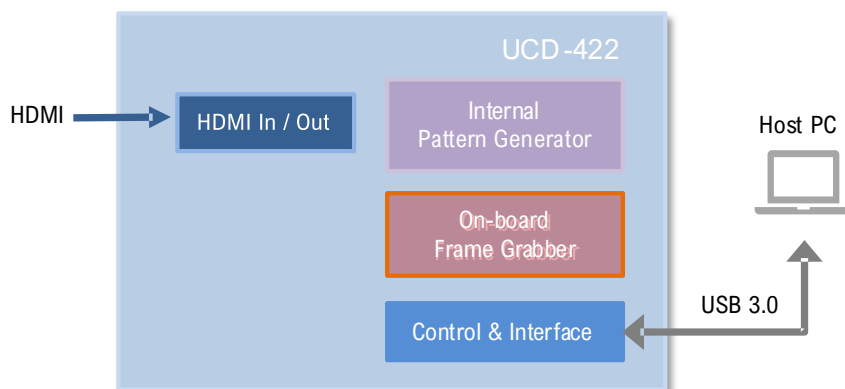 UCD-422
HDMI
HDMI In / Out
Internal
Pattern Generator
Host PC
On-board
Frame Grabber
USB 3.0
Control & Interface